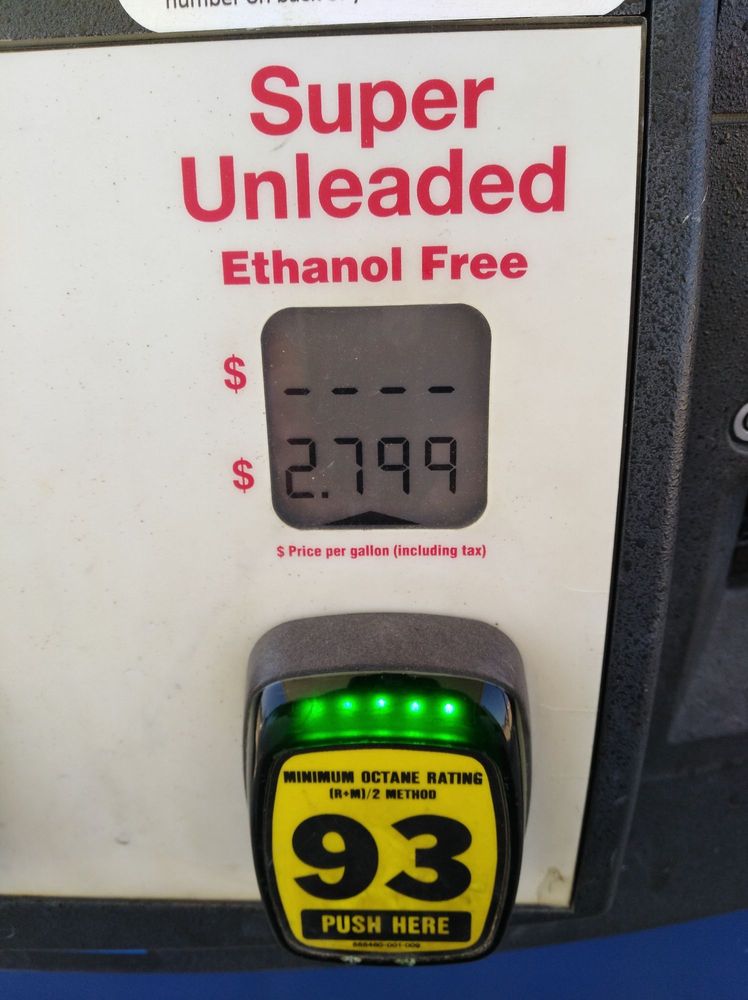 Super
Unleaded
Ethanol Free
$ ----
$ 2.799
$ Price per gallon (including tax)
MINIMUM OCTANE RATING
(R+M)/2 METHOD
93
PUSH HERE